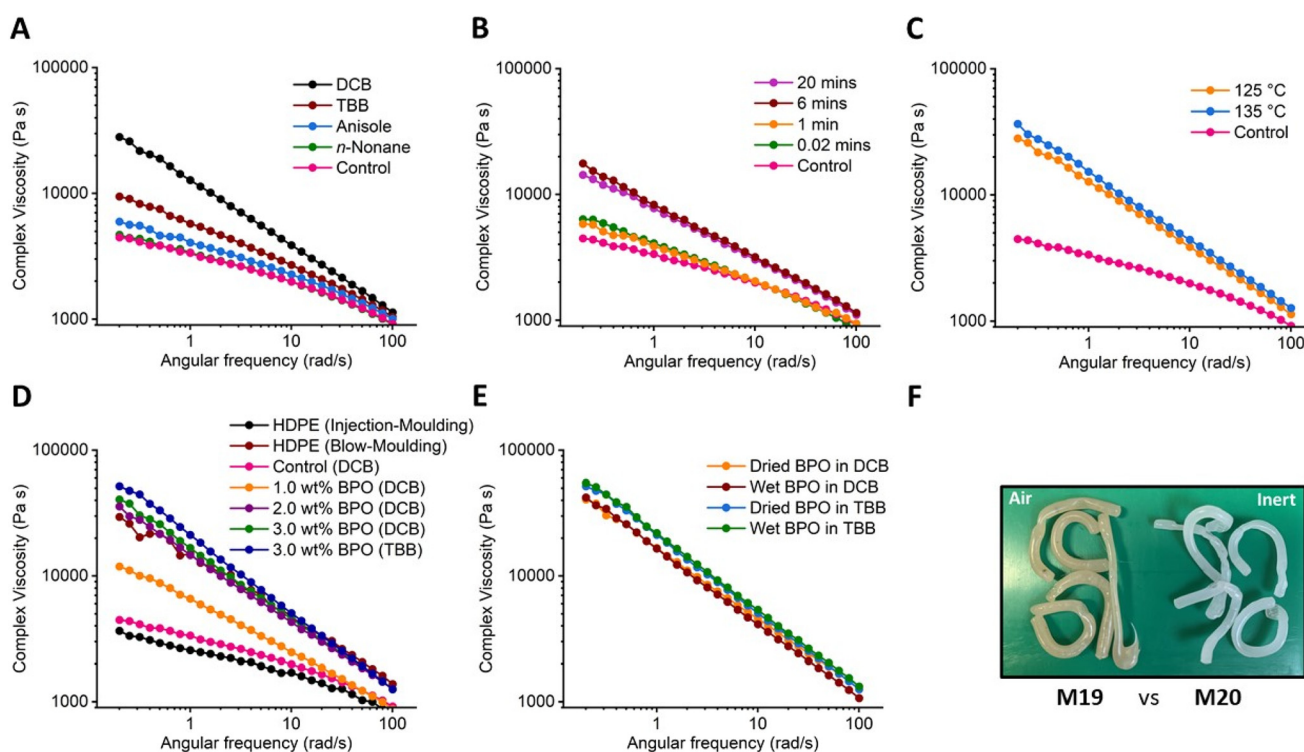 A
100000
10000
1000
Complex Viscosity (Pa s)
DCB
TBB
Anisole
n-Nonane
Control
1
10
100
Angular frequency (rad/s)
B
100000
10000
1000
Complex Viscosity (Pa s)
20 mins
6 mins
1 min
0.02 mins
Control
1
10
100
Angular frequency (rad/s)
C
100000
10000
1000
Complex Viscosity (Pa s)
125 °C
135 °C
Control
1
10
100
Angular frequency (rad/s)
D
100000
10000
1000
Complex Viscosity (Pa s)
HDPE (Injection-Moulding)
HDPE (Blow-Moulding)
Control (DCB)
1.0 wt% BPO (DCB)
2.0 wt% BPO (DCB)
3.0 wt% BPO (DCB)
3.0 wt% BPO (TBB)
1
10
100
Angular frequency (rad/s)
E
100000
10000
1000
Complex Viscosity (Pa s)
Dried BPO in DCB
Wet BPO in DCB
Dried BPO in TBB
Wet BPO in TBB
1
10
100
Angular frequency (rad/s)
F
Air
Inert
M19 vs M20